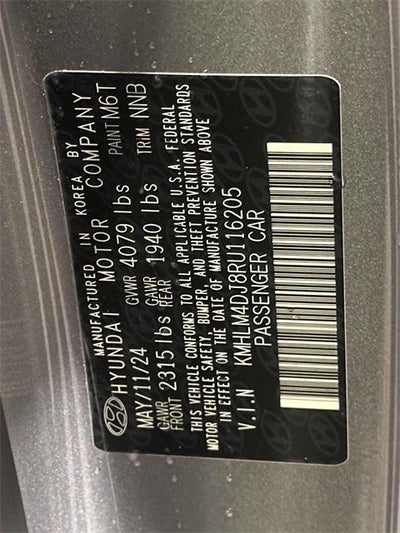 MANUFACTURED IN KOREA BY
HYUNDAI MOTOR COMPANY
MAY/11/24 GVWR 4079 lbs PAINT M6T
GAWR FRONT 2315 lbs GAWR REAR 1940 lbs TRIM NNB
THIS VEHICLE CONFORMS TO ALL APPLICABLE U.S.A. FEDERAL
MOTOR VEHICLE SAFETY, BUMPER, AND THEFT PREVENTION STANDARDS
IN EFFECT ON THE DATE OF MANUFACTURE SHOWN ABOVE
V.I.N KMHLM4DJ8RU116205
PASSENGER CAR